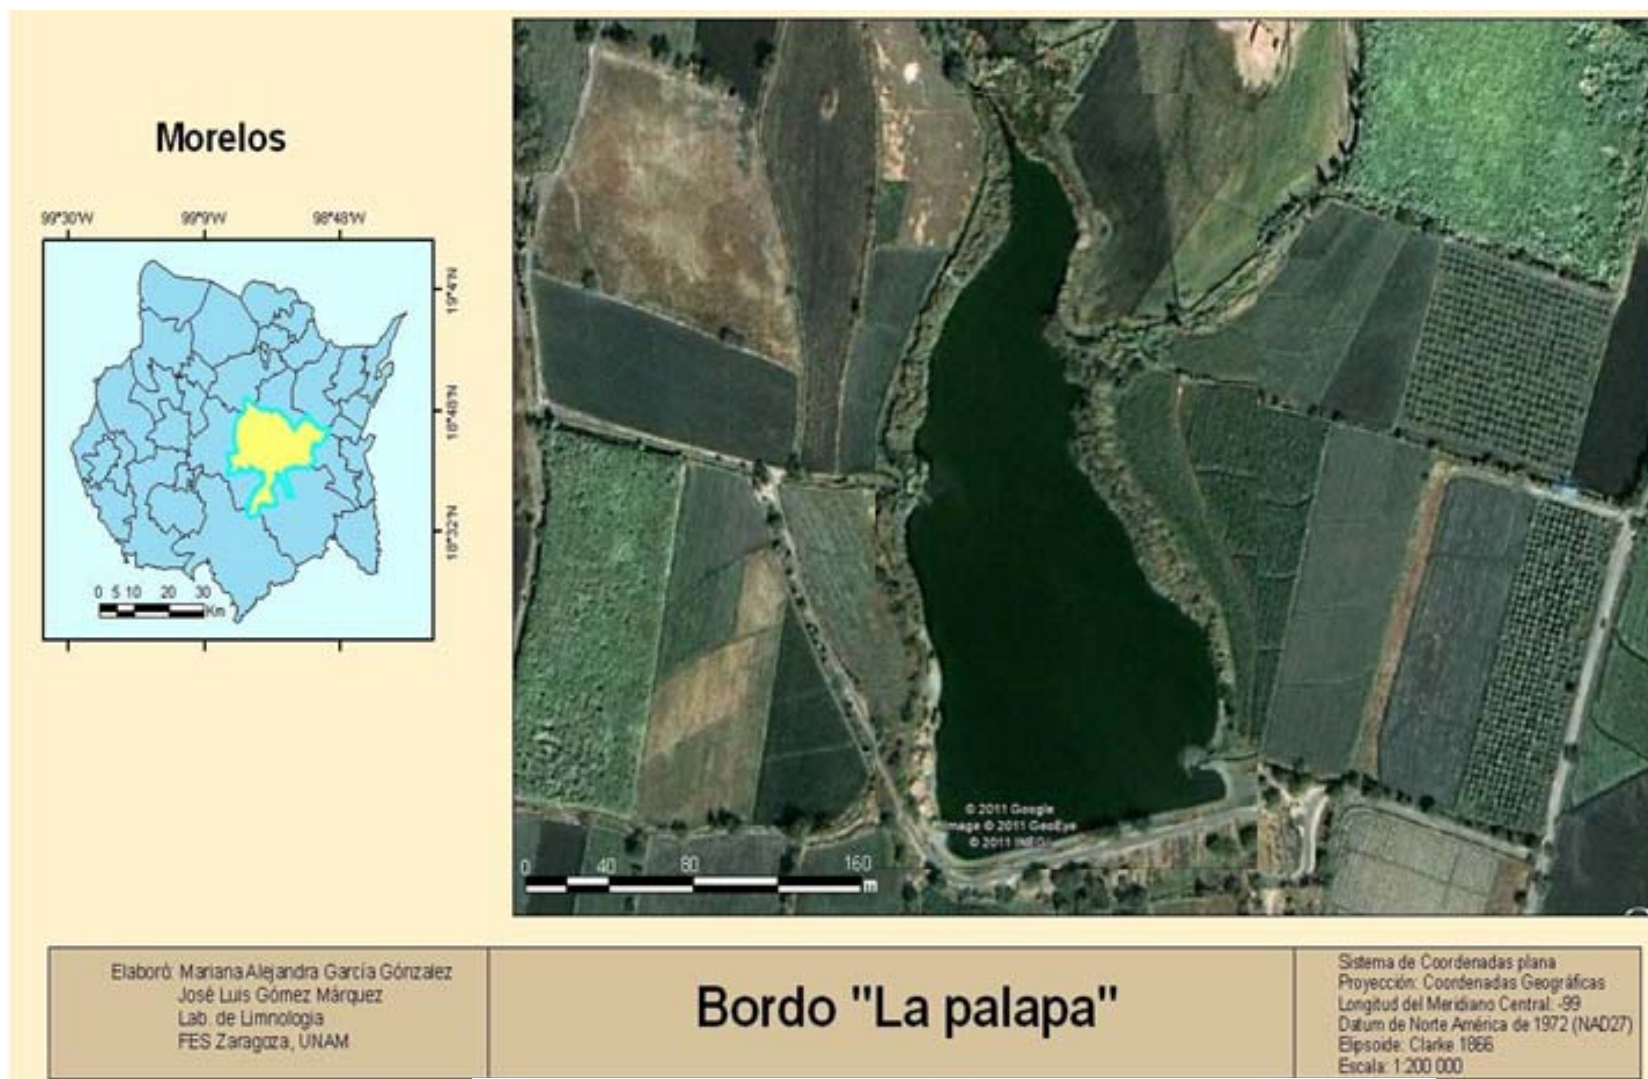 Morelos
99°30'W 99°9'W 98°48'W
19°4'N
18°48'N
18°32'N
0 5 10 20 30
Km
© 2011 Google
Image © 2011 GeoEye
© 2011 INEGI
0 40 80 160
m
Elaboró: Mariana Alejandra García Gónzalez
José Luis Gómez Márquez
Lab. de Limnologia
FES Zaragoza, UNAM
Bordo "La palapa"
Sistema de Coordenadas plana
Proyección: Coordenadas Geográficas
Longitud del Meridiano Central: -99
Datum de Norte América de 1972 (NAD27)
Elipsoide: Clarke 1866
Escala: 1:200 000